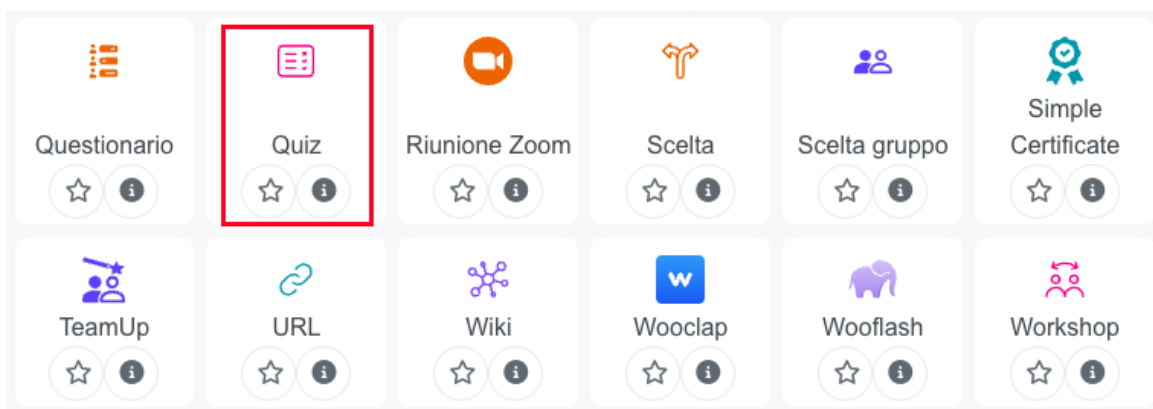 Questionario
Quiz
Riunione Zoom
Scelta
Scelta gruppo
Simple
Certificate
TeamUp
URL
Wiki
W
Wooclap
Wooflash
Workshop